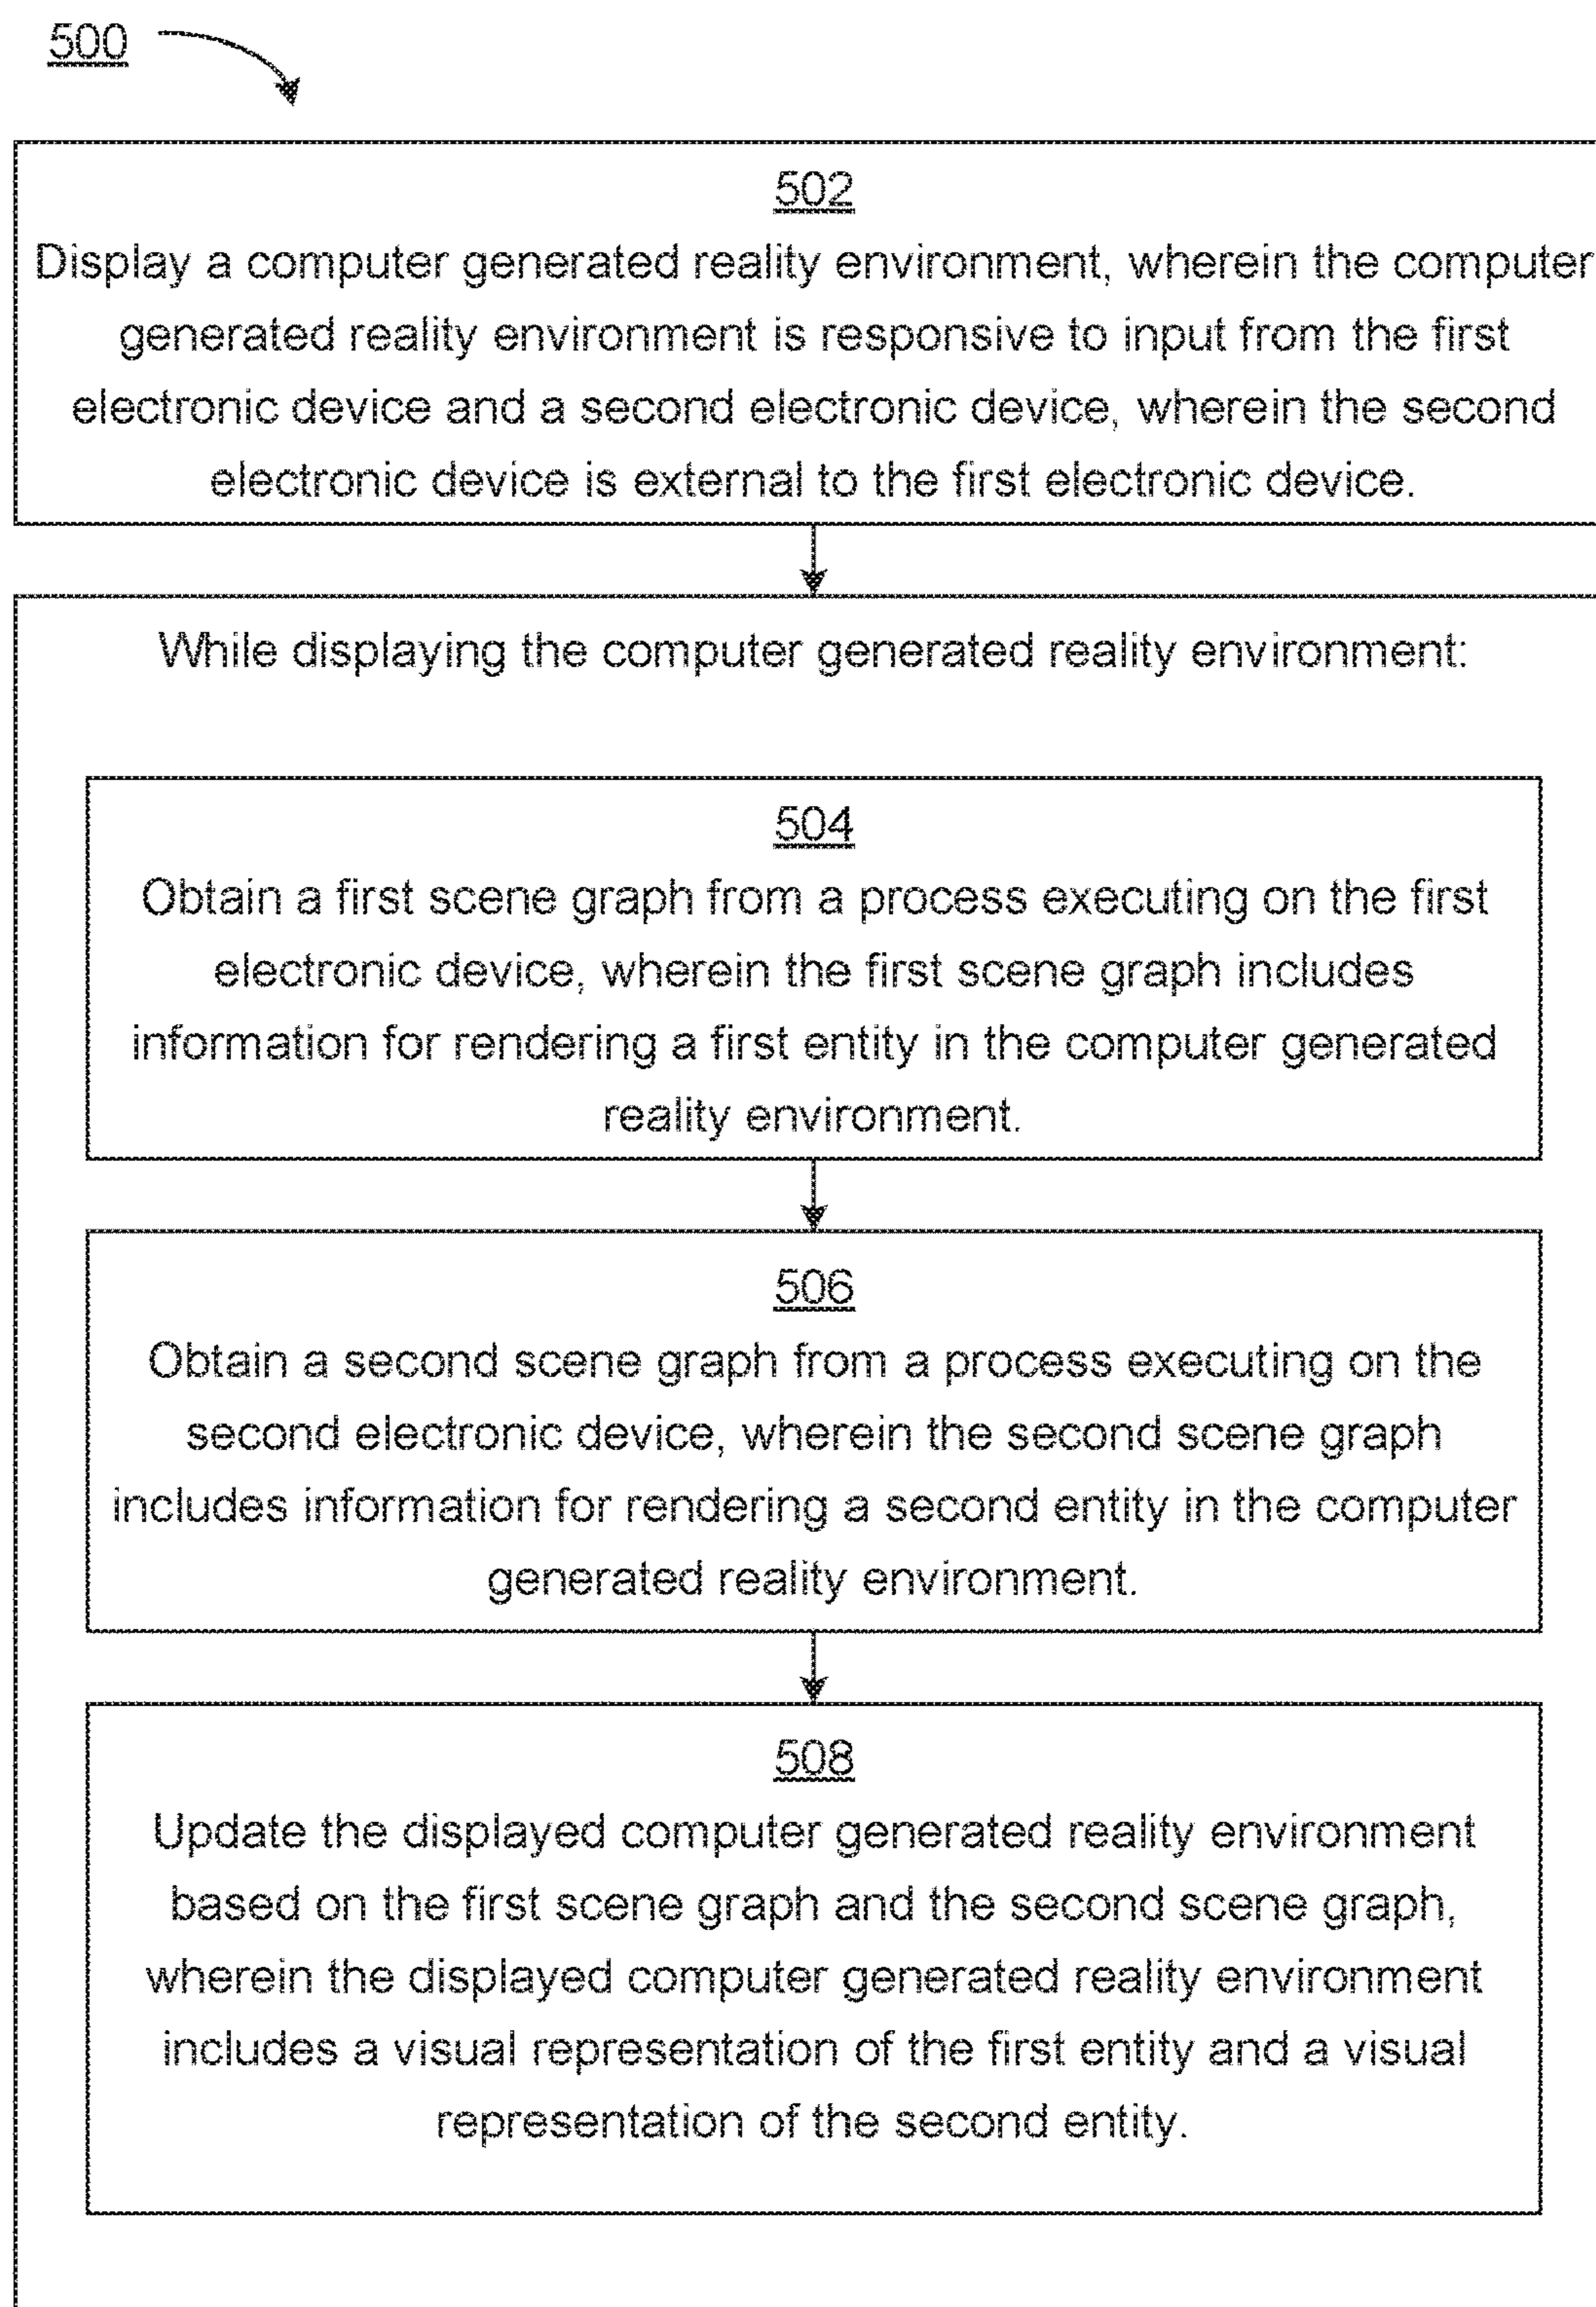 500
502
Display a computer generated reality environment, wherein the computer
generated reality environment is responsive to input from the first
electronic device and a second electronic device, wherein the second
electronic device is external to the first electronic device.
While displaying the computer generated reality environment:
504
Obtain a first scene graph from a process executing on the first
electronic device, wherein the first scene graph includes
information for rendering a first entity in the computer generated
reality environment.
506
Obtain a second scene graph from a process executing on the
second electronic device, wherein the second scene graph
includes information for rendering a second entity in the computer
generated reality environment.
508
Update the displayed computer generated reality environment
based on the first scene graph and the second scene graph,
wherein the displayed computer generated reality environment
includes a visual representation of the first entity and a visual
representation of the second entity.